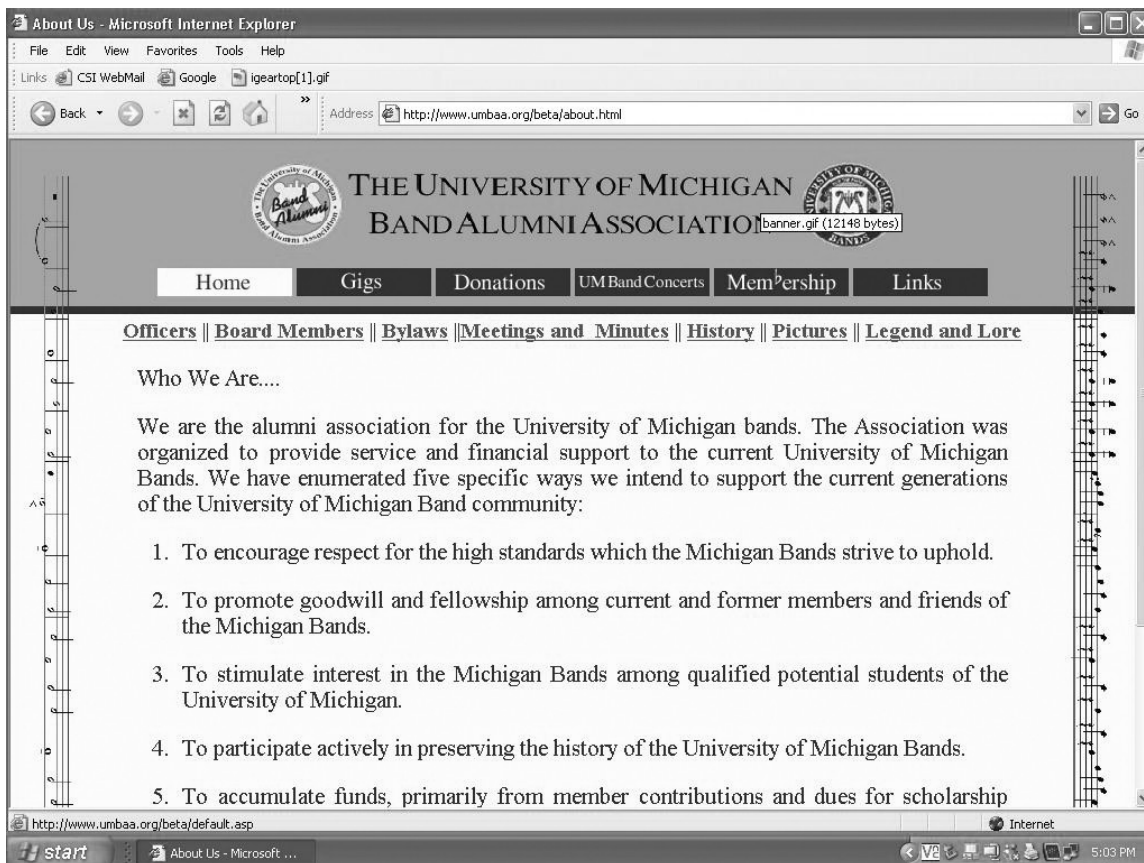 About Us - Microsoft Internet Explorer
File Edit View Favorites Tools Help
Links CSI WebMail Google igeartop[1].gif
Back » Address http://www.umbaa.org/beta/about.html Go
THE UNIVERSITY OF MICHIGAN
BAND ALUMNI ASSOCIATION
Band Alumni
banner.gif (12148 bytes)
BANDS
Home Gigs Donations UM Band Concerts Membership Links
Officers || Board Members || Bylaws ||Meetings and Minutes || History || Pictures || Legend and Lore
Who We Are....
We are the alumni association for the University of Michigan bands. The Association was
organized to provide service and financial support to the current University of Michigan
Bands. We have enumerated five specific ways we intend to support the current generations
of the University of Michigan Band community:
1. To encourage respect for the high standards which the Michigan Bands strive to uphold.
2. To promote goodwill and fellowship among current and former members and friends of
the Michigan Bands.
3. To stimulate interest in the Michigan Bands among qualified potential students of the
University of Michigan.
4. To participate actively in preserving the history of the University of Michigan Bands.
5. To accumulate funds, primarily from member contributions and dues for scholarship
http://www.umbaa.org/beta/default.asp Internet
start About Us - Microsoft ... V2 5:03 PM